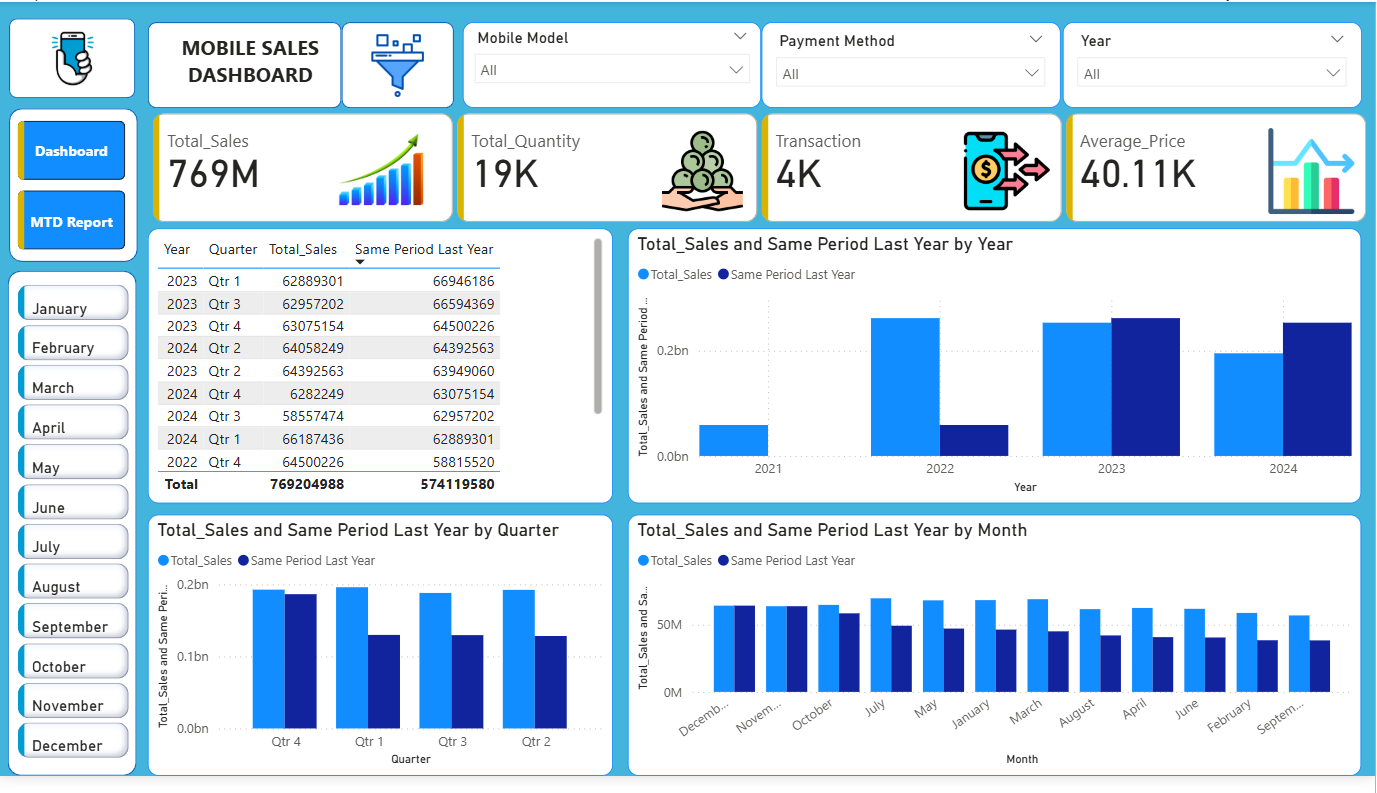 MOBILE SALES
DASHBOARD
Mobile Model
All
Payment Method
All
Year
All
Dashboard
MTD Report
Total_Sales
769M
Total_Quantity
19K
Transaction
4K
Average_Price
40.11K
January
February
March
April
May
June
July
August
September
October
November
December
Year Quarter Total_Sales Same Period Last Year
2023 Qtr 1 62889301 66946186
2023 Qtr 3 62957202 66594369
2023 Qtr 4 63075154 64500226
2024 Qtr 2 64058249 64392563
2023 Qtr 2 64392563 63949060
2024 Qtr 4 6282249 63075154
2024 Qtr 3 58557474 62957202
2024 Qtr 1 66187436 62889301
2022 Qtr 4 64500226 58815520
Total 769204988 574119580
Total_Sales and Same Period Last Year by Year
Total_Sales Same Period Last Year
Total_Sales and Same Period ...
0.2bn
0.0bn
2021 2022 2023 2024
Year
Total_Sales and Same Period Last Year by Quarter
Total_Sales Same Period Last Year
Total_Sales and Same Peri...
0.2bn
0.1bn
0.0bn
Qtr 4 Qtr 1 Qtr 3 Qtr 2
Quarter
Total_Sales and Same Period Last Year by Month
Total_Sales Same Period Last Year
Total_Sales and Sa...
50M
0M
Decemb... Novem... October July May January March August April June February Septem...
Month